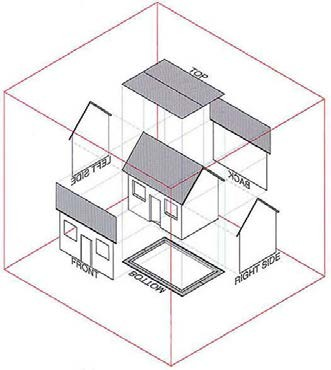 TOP
LEFT SIDE
BACK
FRONT
BOTTOM
RIGHT SIDE